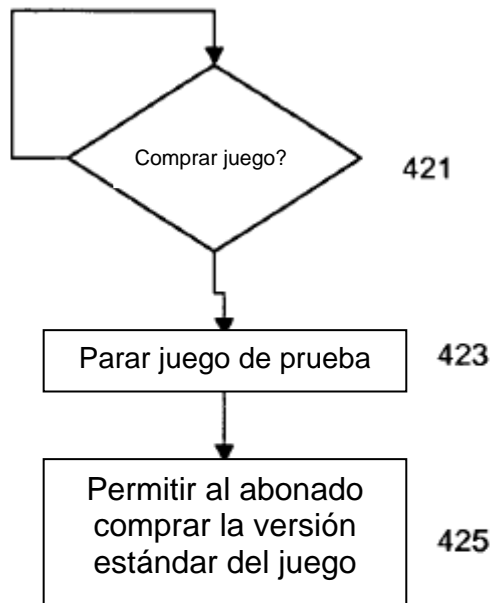 Comprar juego?
421
Parar juego de prueba
423
Permitir al abonado
comprar la versión
estándar del juego
425